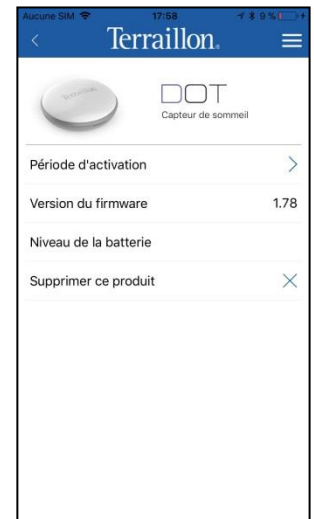 Aucune SIM 17:58 9 %
Terraillon
Terraillon
DOT
Capteur de sommeil
Période d'activation
Version du firmware 1.78
Niveau de la batterie
Supprimer ce produit